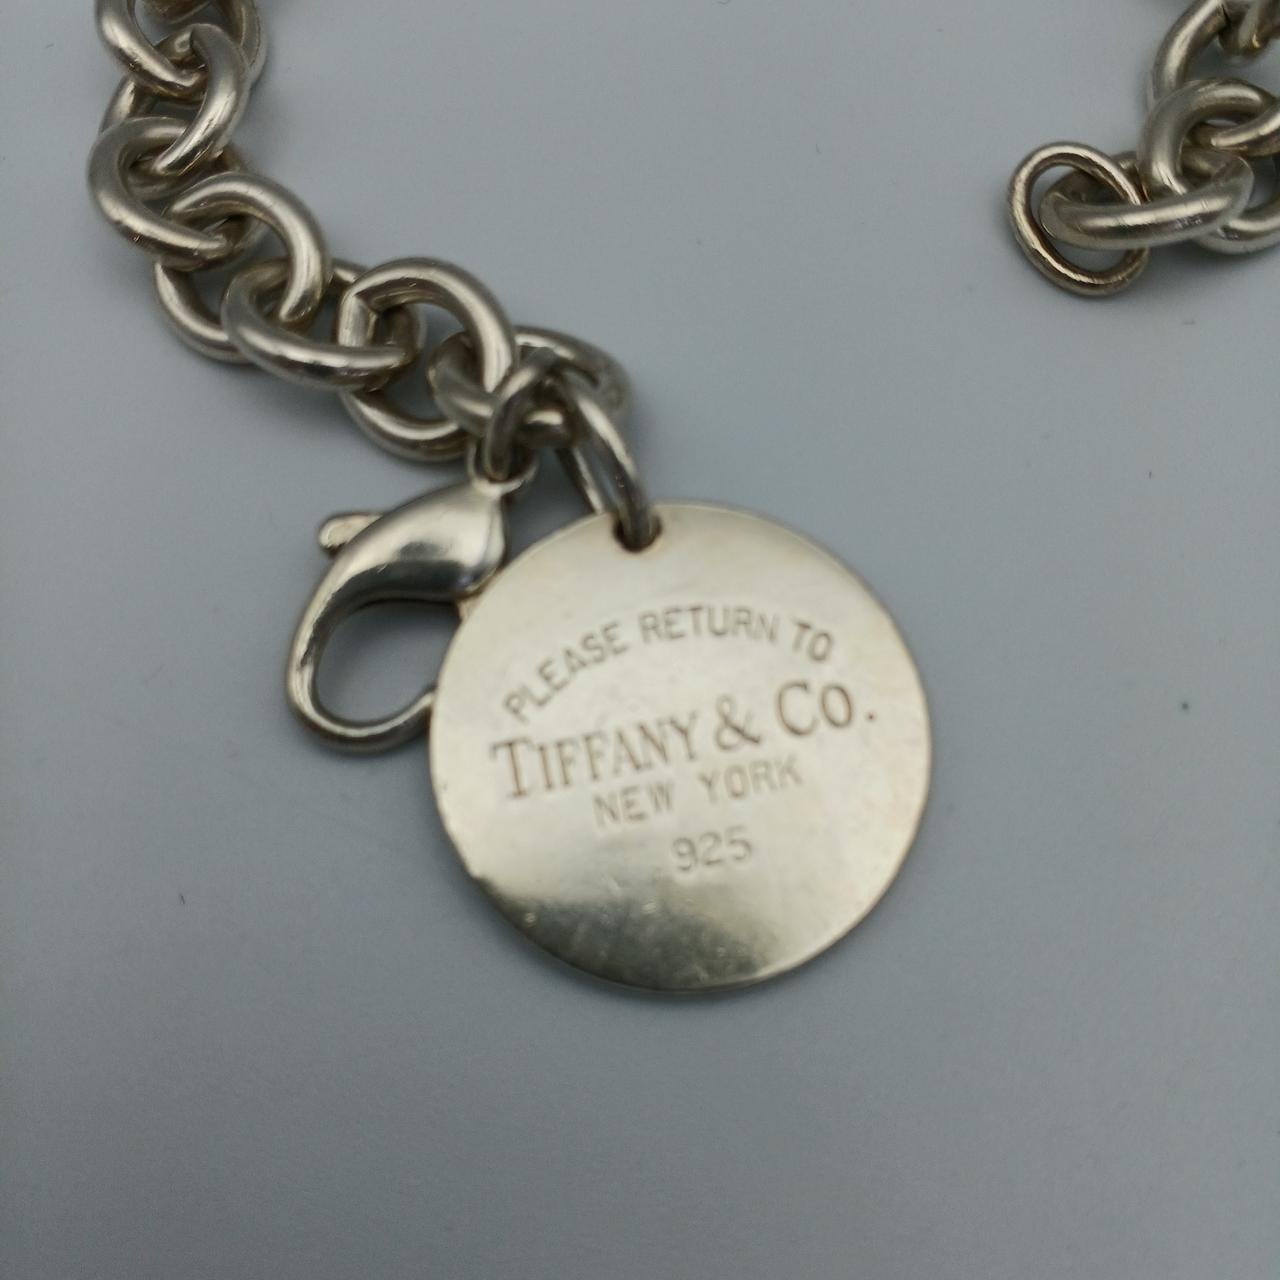 PLEASE RETURN TO
TIFFANY & CO.
NEW YORK
925